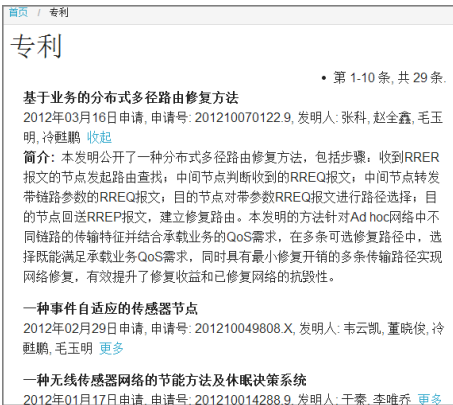 首页 / 专利
专利
• 第 1-10 条, 共 29 条.
基于业务的分布式多径路由修复方法
2012年03月16日申请, 申请号: 201210070122.9, 发明人: 张科, 赵全鑫, 毛玉
明, 冷甦鹏 收起
简介: 本发明公开了一种分布式多径路由修复方法，包括步骤：收到RRER
报文的节点发起路由查找；中间节点判断收到的RREQ报文；中间节点转发
带链路参数的RREQ报文；目的节点对带参数RREQ报文进行路径选择；目
的节点回送RREP报文，建立修复路由。本发明的方法针对Ad hoc网络中不
同链路的传输特征并结合承载业务的QoS需求，在多条可选修复路径中，选
择既能满足承载业务QoS需求，同时具有最小修复开销的多条传输路径实现
网络修复，有效提升了修复收益和已修复网络的抗毁性。
一种事件自适应的传感器节点
2012年02月29日申请, 申请号: 201210049808.X, 发明人: 韦云凯, 董晓俊, 冷
甦鹏, 毛玉明 更多
一种无线传感器网络的节能方法及休眠决策系统
2012年01月17日申请, 申请号: 201210014288.9, 发明人: 于秦, 李唯乔 更多